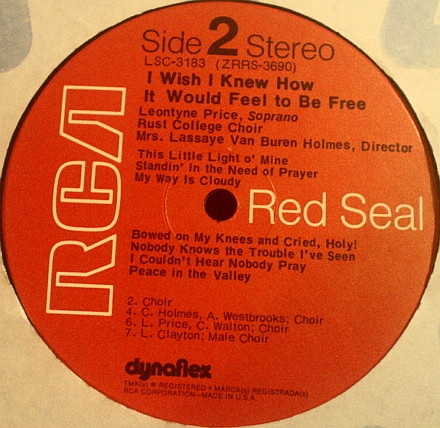 Side 2 Stereo
LSC-3183 (ZRRS-3690)
I Wish I Knew How
It Would Feel to Be Free
Leontyne Price, Soprano
Rust College Choir
Mrs. Lassaye Van Buren Holmes, Director
This Little Light o' Mine
Standin' in the Need of Prayer
My Way Is Cloudy
RCA
Red Seal
Bowed on My Knees and Cried, Holy!
Nobody Knows the Trouble I've Seen
I Couldn't Hear Nobody Pray
Peace in the Valley
2. Choir
4. C. Holmes, A. Westbrooks; Choir
6. L. Price, C. Walton; Choir
7. L. Clayton; Male Choir
dynaflex
TMK(s) ® REGISTERED • MARCA(s) REGISTRADA(s)
RCA CORPORATION—MADE IN U.S.A.